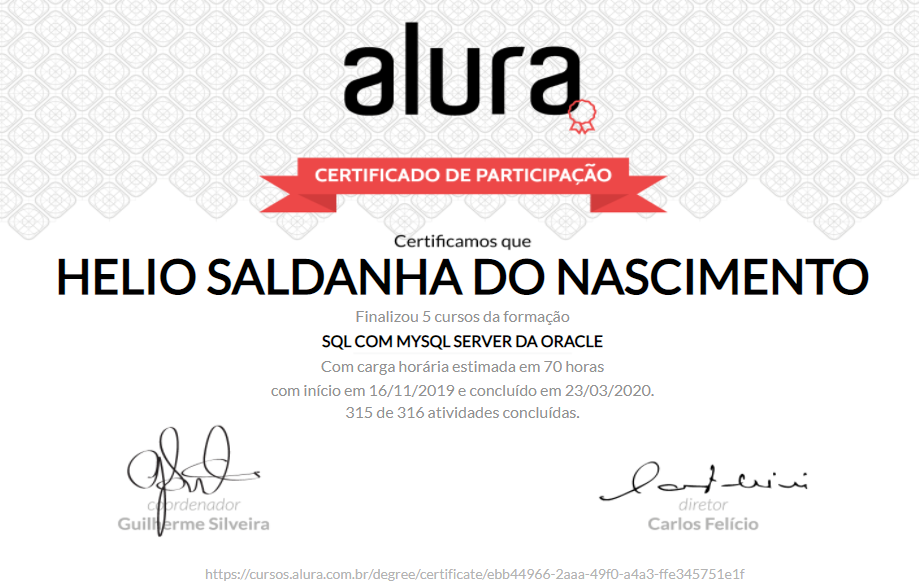 alura
CERTIFICADO DE PARTICIPAÇÃO
Certificamos que
HELIO SALDANHA DO NASCIMENTO
Finalizou 5 cursos da formação
SQL COM MYSQL SERVER DA ORACLE
Com carga horária estimada em 70 horas
com início em 16/11/2019 e concluído em 23/03/2020.
315 de 316 atividades concluídas.
coordenador
Guilherme Silveira
diretor
Carlos Felício
https://cursos.alura.com.br/degree/certificate/ebb44966-2aaa-49f0-a4a3-ffe345751e1f